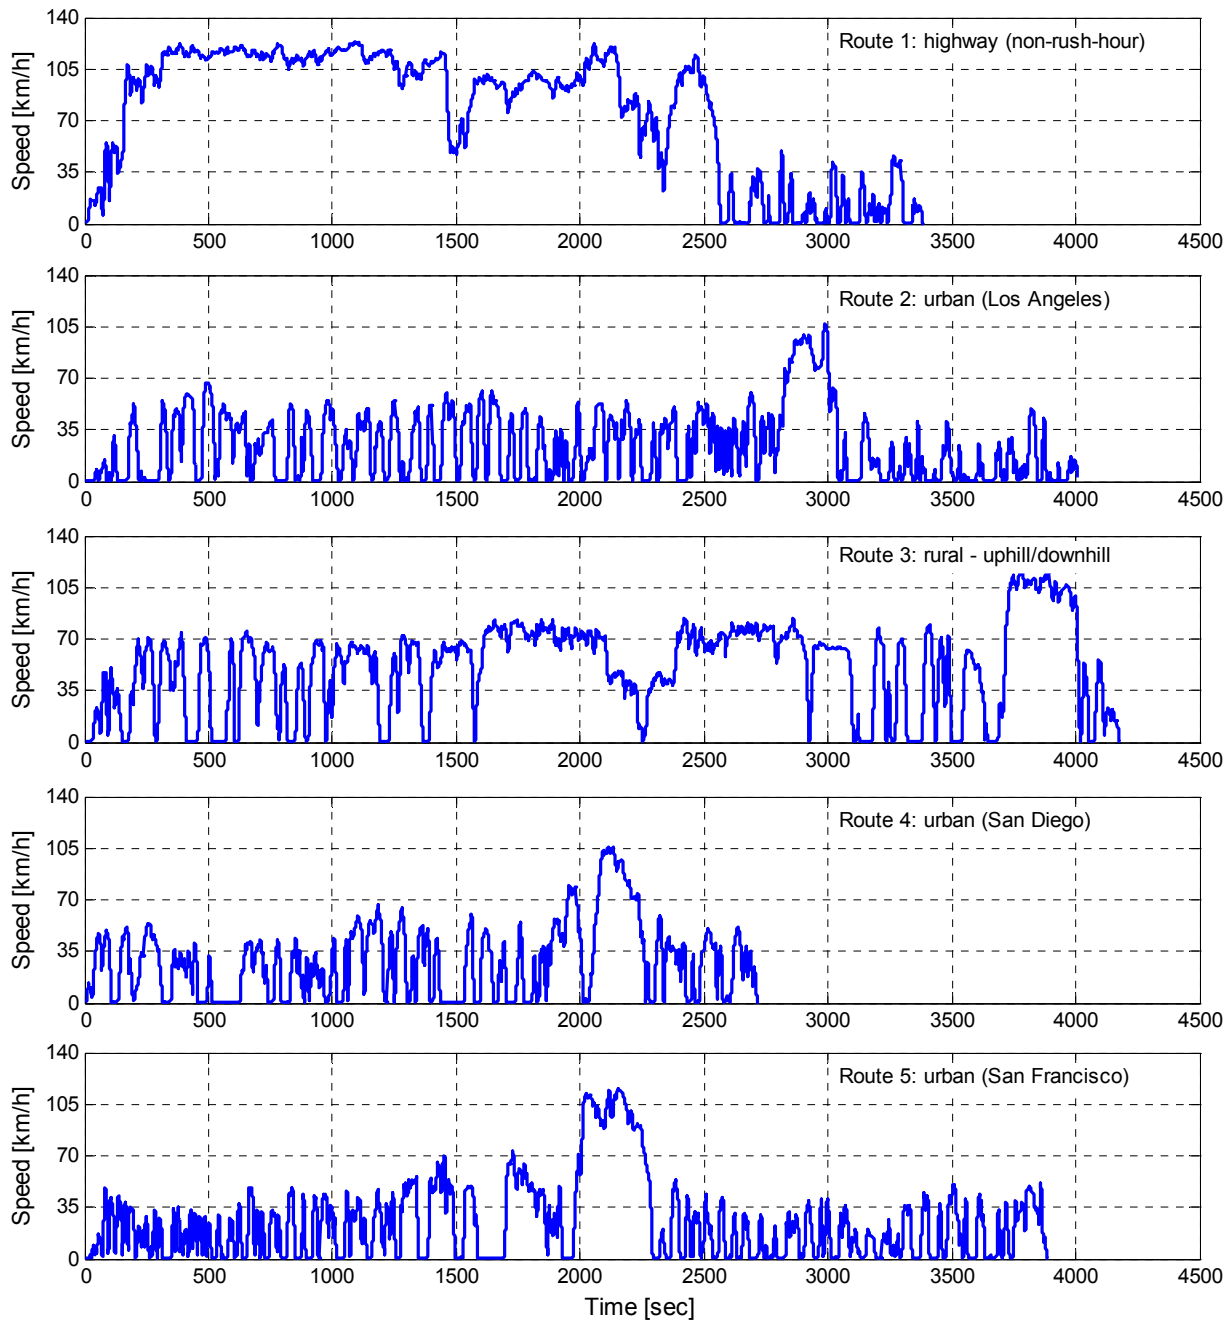 140
Route 1: highway (non-rush-hour)
105
70
35
0
Speed [km/h]
0 500 1000 1500 2000 2500 3000 3500 4000 4500
140
Route 2: urban (Los Angeles)
105
70
35
0
Speed [km/h]
0 500 1000 1500 2000 2500 3000 3500 4000 4500
140
Route 3: rural - uphill/downhill
105
70
35
0
Speed [km/h]
0 500 1000 1500 2000 2500 3000 3500 4000 4500
140
Route 4: urban (San Diego)
105
70
35
0
Speed [km/h]
0 500 1000 1500 2000 2500 3000 3500 4000 4500
140
Route 5: urban (San Francisco)
105
70
35
0
Speed [km/h]
0 500 1000 1500 2000 2500 3000 3500 4000 4500
Time [sec]